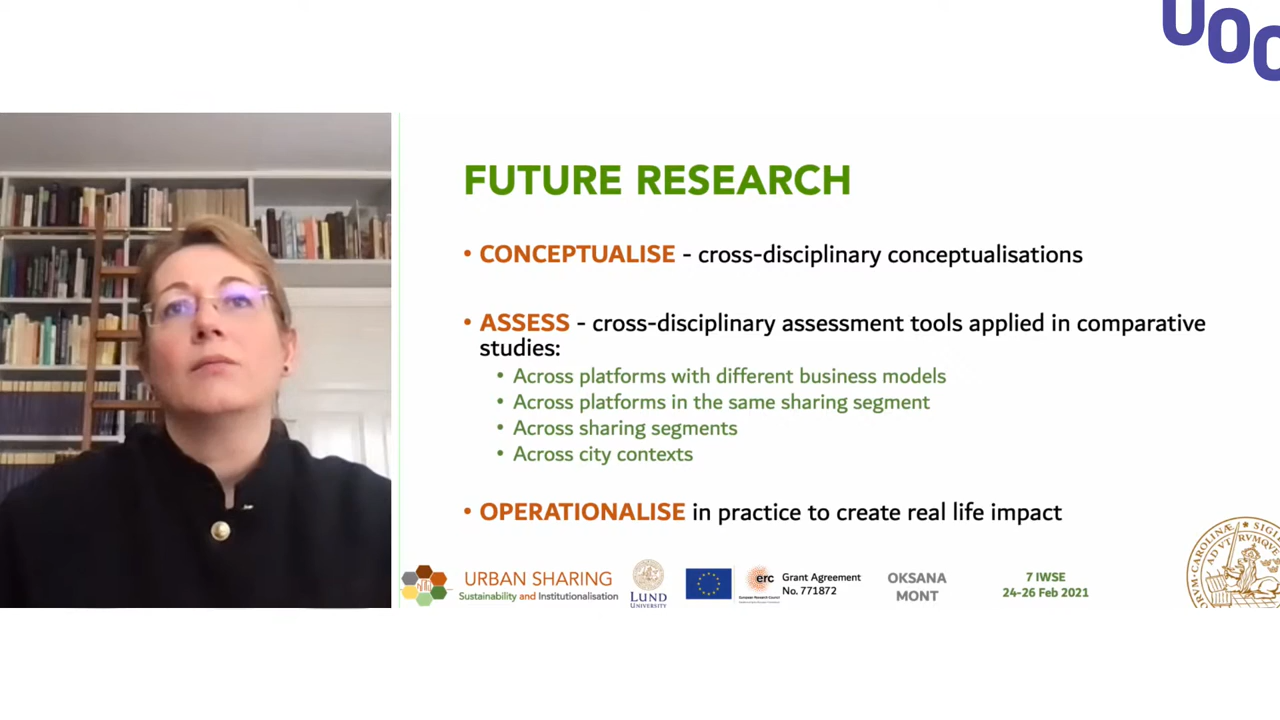 UOC
FUTURE RESEARCH
• CONCEPTUALISE - cross-disciplinary conceptualisations
• ASSESS - cross-disciplinary assessment tools applied in comparative
studies:
• Across platforms with different business models
• Across platforms in the same sharing segment
• Across sharing segments
• Across city contexts
• OPERATIONALISE in practice to create real life impact
URBAN SHARING
Sustainability and Institutionalisation
LUND
UNIVERSITY
erc
European Research Council
Grant Agreement
No. 771872
OKSANA
MONT
7 IWSE
24-26 Feb 2021